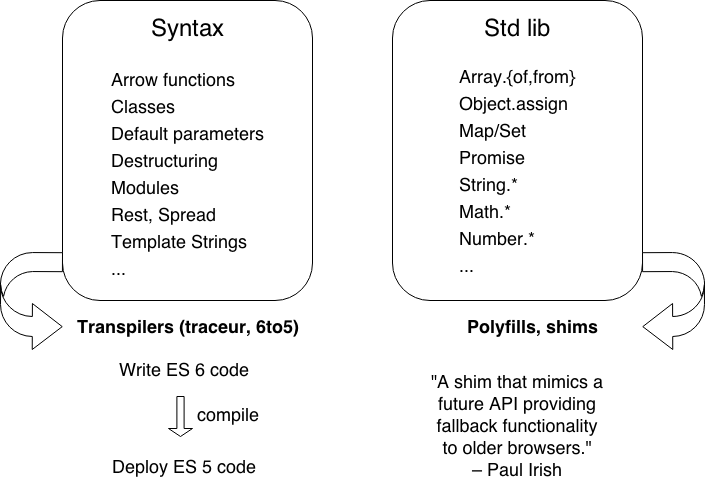 Syntax
Arrow functions
Classes
Default parameters
Destructuring
Modules
Rest, Spread
Template Strings
...
Transpilers (traceur, 6to5)
Write ES 6 code
compile
Deploy ES 5 code
Std lib
Array.{of,from}
Object.assign
Map/Set
Promise
String.*
Math.*
Number.*
...
Polyfills, shims
"A shim that mimics a
future API providing
fallback functionality
to older browsers."
– Paul Irish